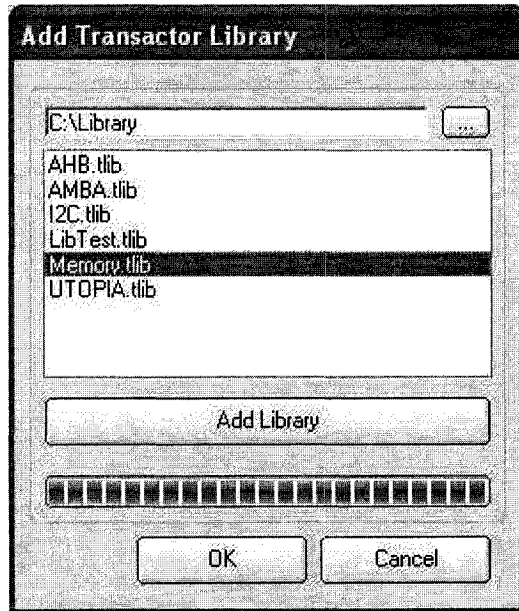 Add Transactor Library
C:\Library
...
AHB.tlib
AMBA.tlib
I2C.tlib
LibTest.tlib
Memory.tlib
UTOPIA.tlib
Add Library
OK
Cancel